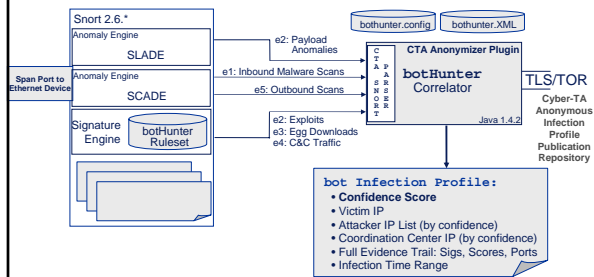 Snort 2.6.*
Anomaly Engine
SLADE
Anomaly Engine
SCADE
Signature
Engine
botHunter
Ruleset
Span Port to
Ethernet Device
e2: Payload
Anomalies
e1: Inbound Malware Scans
e5: Outbound Scans
e2: Exploits
e3: Egg Downloads
e4: C&C Traffic
bothunter.config
bothunter.XML
CTA SNORT
PARSER
CTA Anonymizer Plugin
botHunter
Correlator
Java 1.4.2
TLS/TOR
Cyber-TA
Anonymous
Infection
Profile
Publication
Repository
bot Infection Profile:
• Confidence Score
• Victim IP
• Attacker IP List (by confidence)
• Coordination Center IP (by confidence)
• Full Evidence Trail: Sigs, Scores, Ports
• Infection Time Range